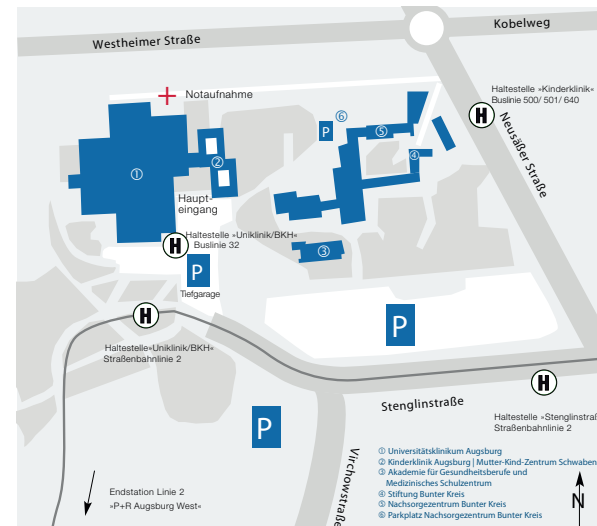 Kobelweg
Westheimer Straße
Haltestelle »Kinderklinik«
Buslinie 500/ 501/ 640
Notaufnahme
⑥
P
H
⑤
Neusäßer Straße
④
①
②
Haupt-
eingang
Haltestelle »Uniklinik/BKH«
Buslinie 32
H
③
P
Tiefgarage
H
P
Haltestelle»Uniklinik/BKH«
Straßenbahnlinie 2
H
Stenglinstraße
Haltestelle »Stenglinstra
Straßenbahnlinie 2
P
Virchowstraße
① Universitätsklinikum Augsburg
② Kinderklinik Augsburg | Mutter-Kind-Zentrum Schwaben
③ Akademie für Gesundheitsberufe und
Medizinisches Schulzentrum
④ Stiftung Bunter Kreis
⑤ Nachsorgezentrum Bunter Kreis
⑥ Parkplatz Nachsorgezentrum Bunter Kreis
N
Endstation Linie 2
»P+R Augsburg West«